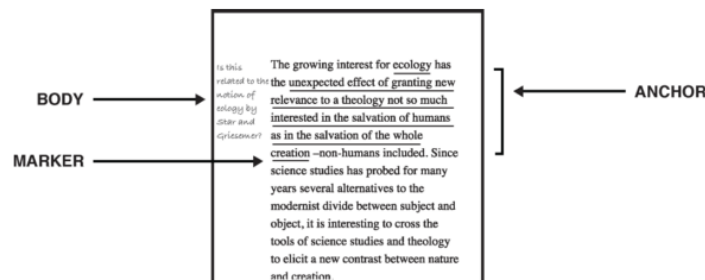 Is this
related to the
notion of
eology by
Star and
Griesemer?
BODY
MARKER
The growing interest for ecology has
the unexpected effect of granting new
relevance to a theology not so much
interested in the salvation of humans
as in the salvation of the whole
creation –non-humans included. Since
science studies has probed for many
years several alternatives to the
modernist divide between subject and
object, it is interesting to cross the
tools of science studies and theology
to elicit a new contrast between nature
and creation.
ANCHOR